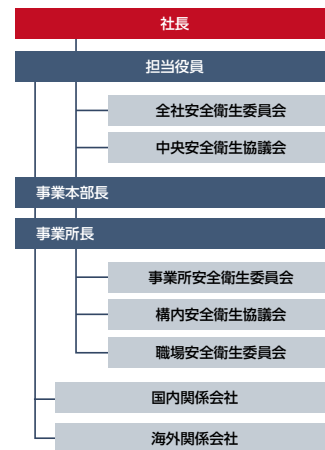 社長
担当役員
全社安全衛生委員会
中央安全衛生協議会
事業本部長
事業所長
事業所安全衛生委員会
構内安全衛生協議会
職場安全衛生委員会
国内関係会社
海外関係会社